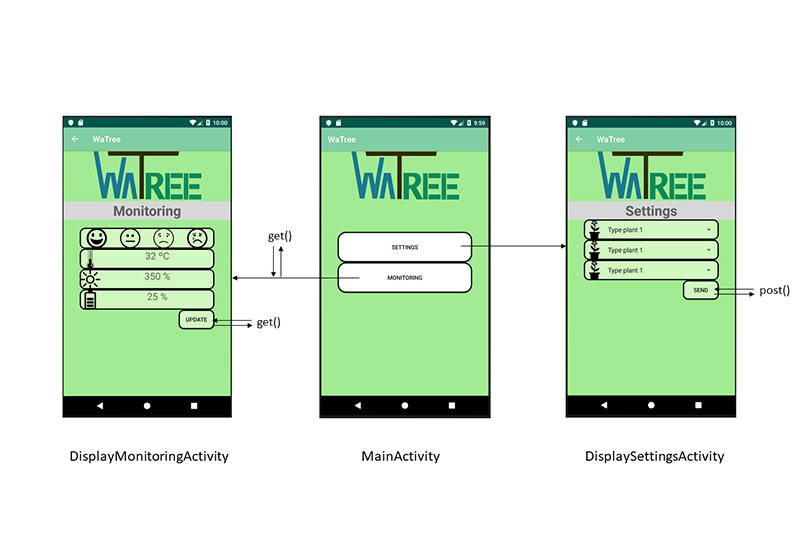 10:00
WaTree
WATREE
Monitoring
32 ºC
350 %
25 %
UPDATE
get()
get()
DisplayMonitoringActivity
9:59
WaTree
WATREE
SETTINGS
MONITORING
MainActivity
10:00
WaTree
WATREE
Settings
Type plant 1
Type plant 1
Type plant 1
SEND
post()
DisplaySettingsActivity